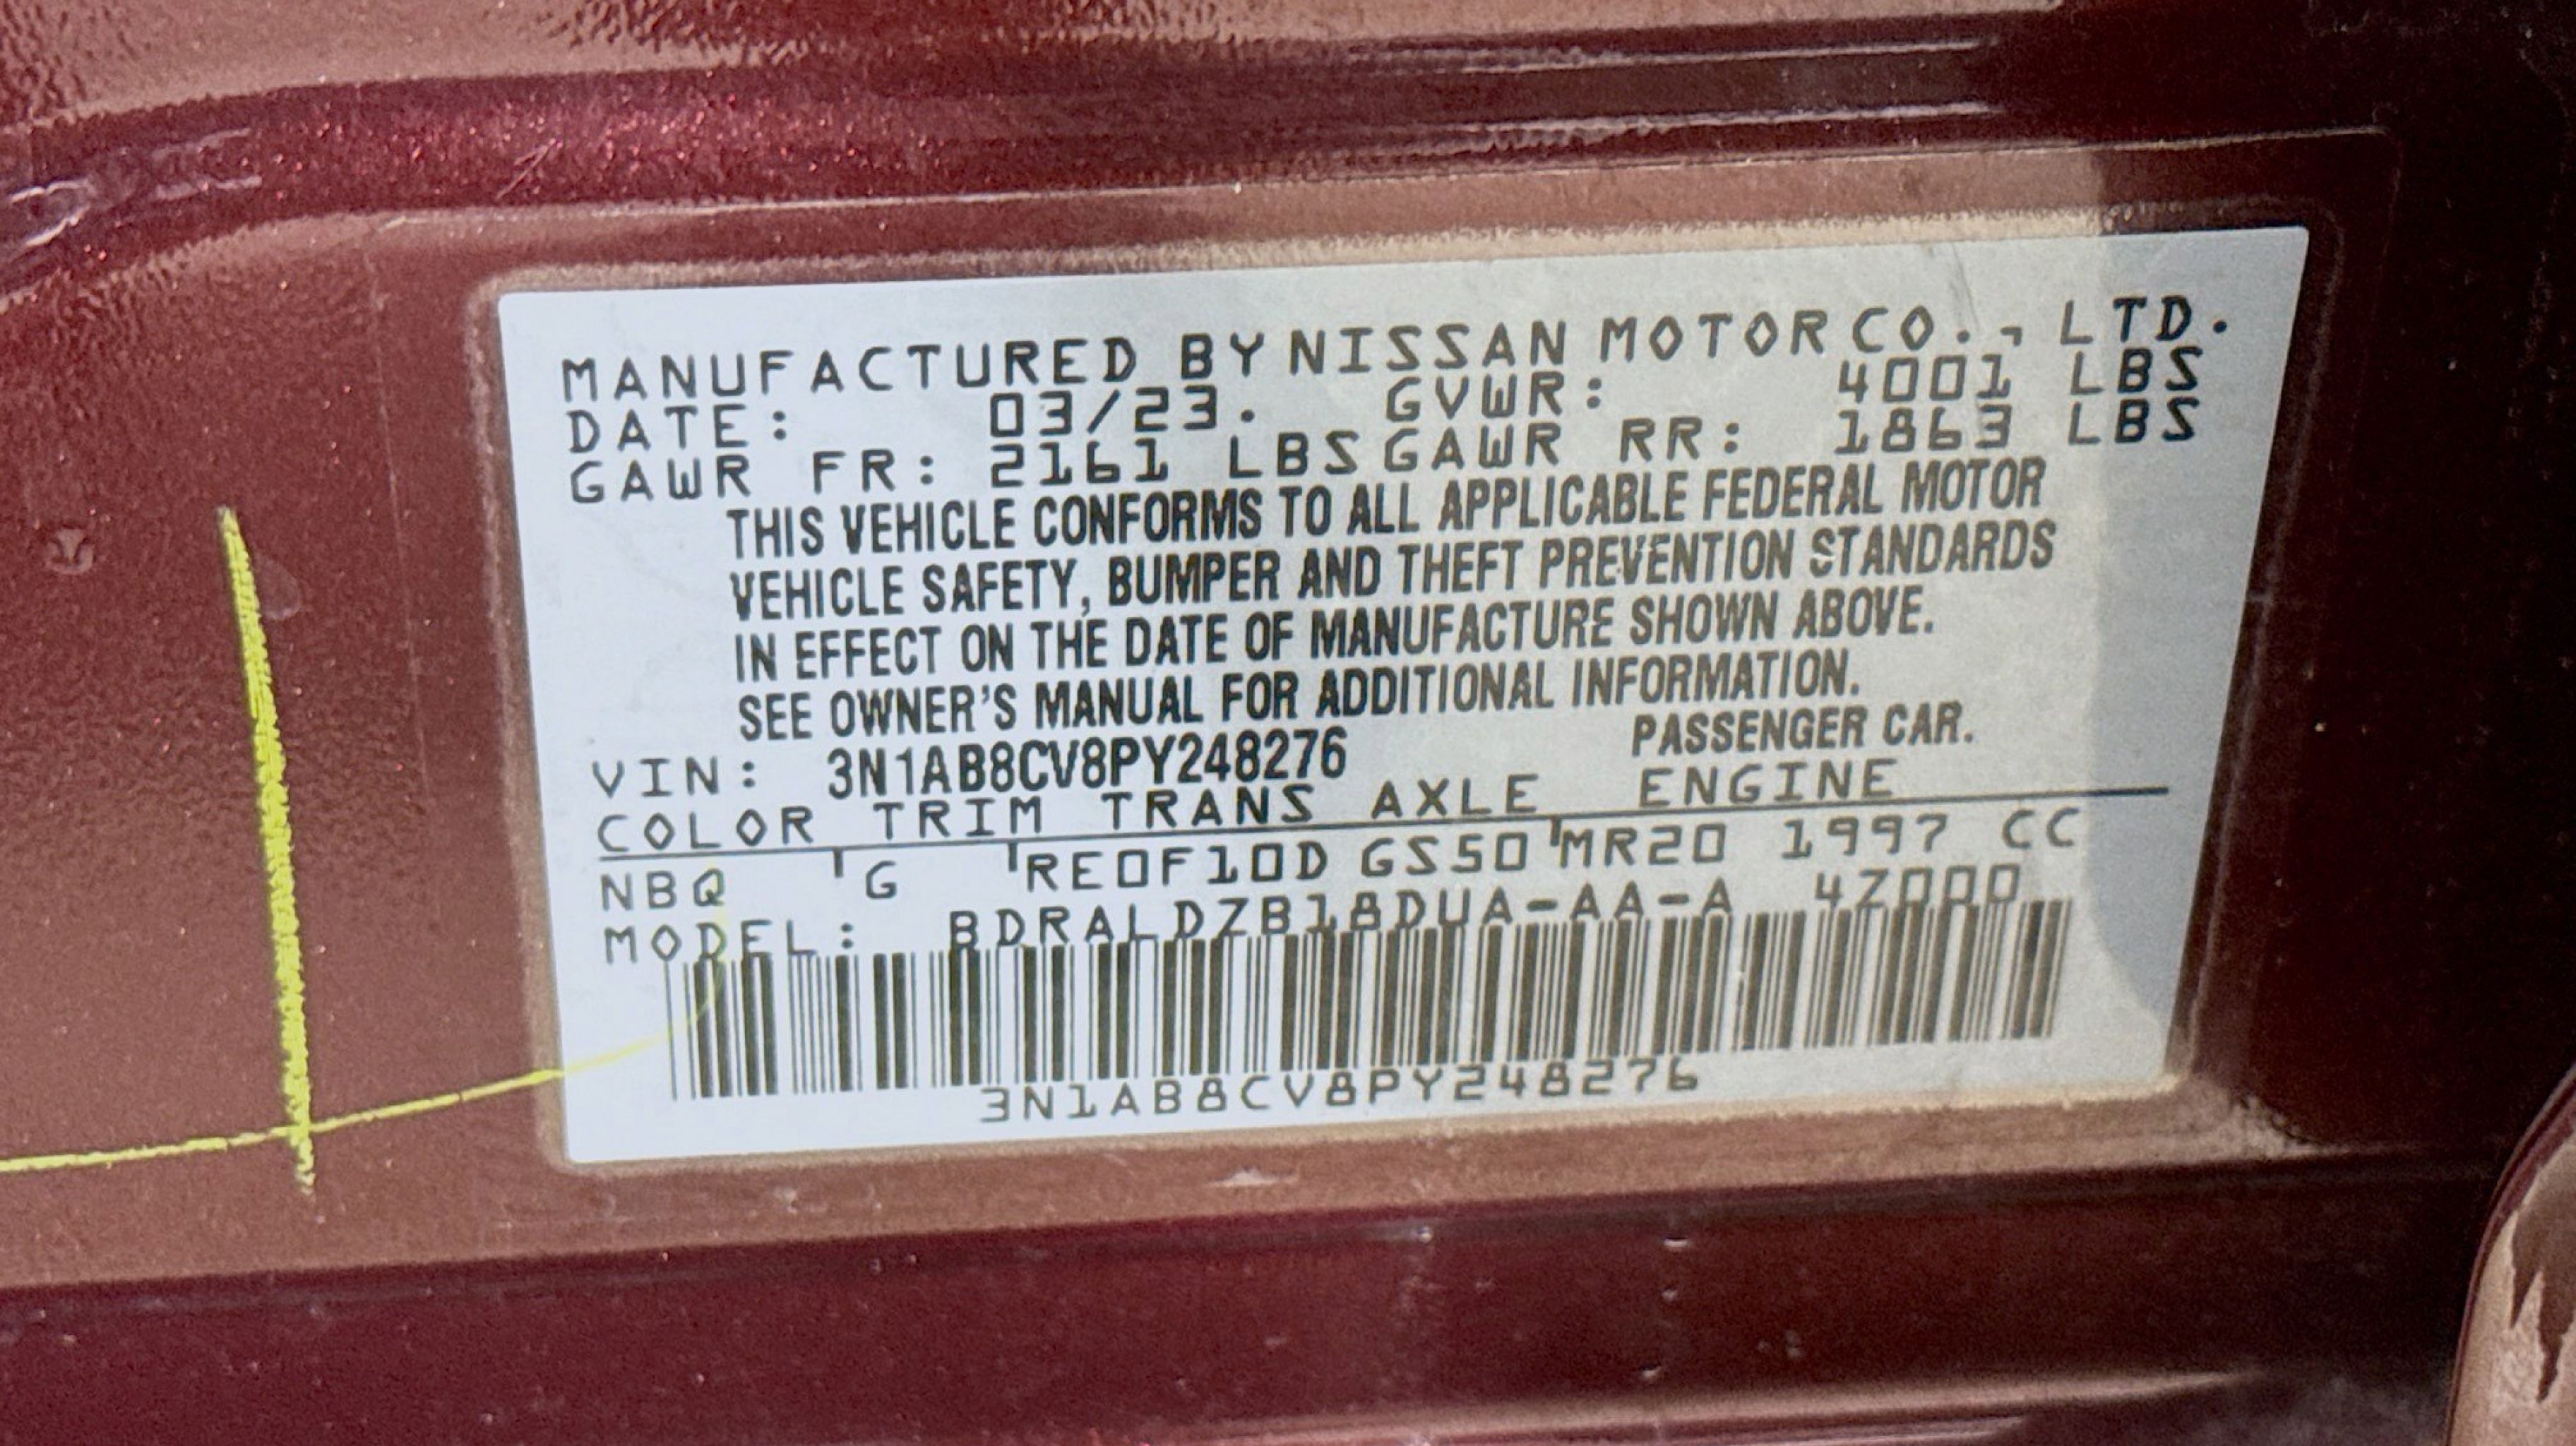 MANUFACTURED BY NISSAN MOTOR CO., LTD.
DATE: 03/23. GVWR: 4001 LBS
GAWR FR: 2161 LBS GAWR RR: 1863 LBS
THIS VEHICLE CONFORMS TO ALL APPLICABLE FEDERAL MOTOR
VEHICLE SAFETY, BUMPER AND THEFT PREVENTION STANDARDS
IN EFFECT ON THE DATE OF MANUFACTURE SHOWN ABOVE.
SEE OWNER'S MANUAL FOR ADDITIONAL INFORMATION.
VIN: 3N1AB8CV8PY248276 PASSENGER CAR.
COLOR TRIM TRANS AXLE ENGINE
NBQ G RE0F10D GS50 MR20 1997 CC
MODEL: BDRALDZB18DUA-AA-A 4Z000
3N1AB8CV8PY248276